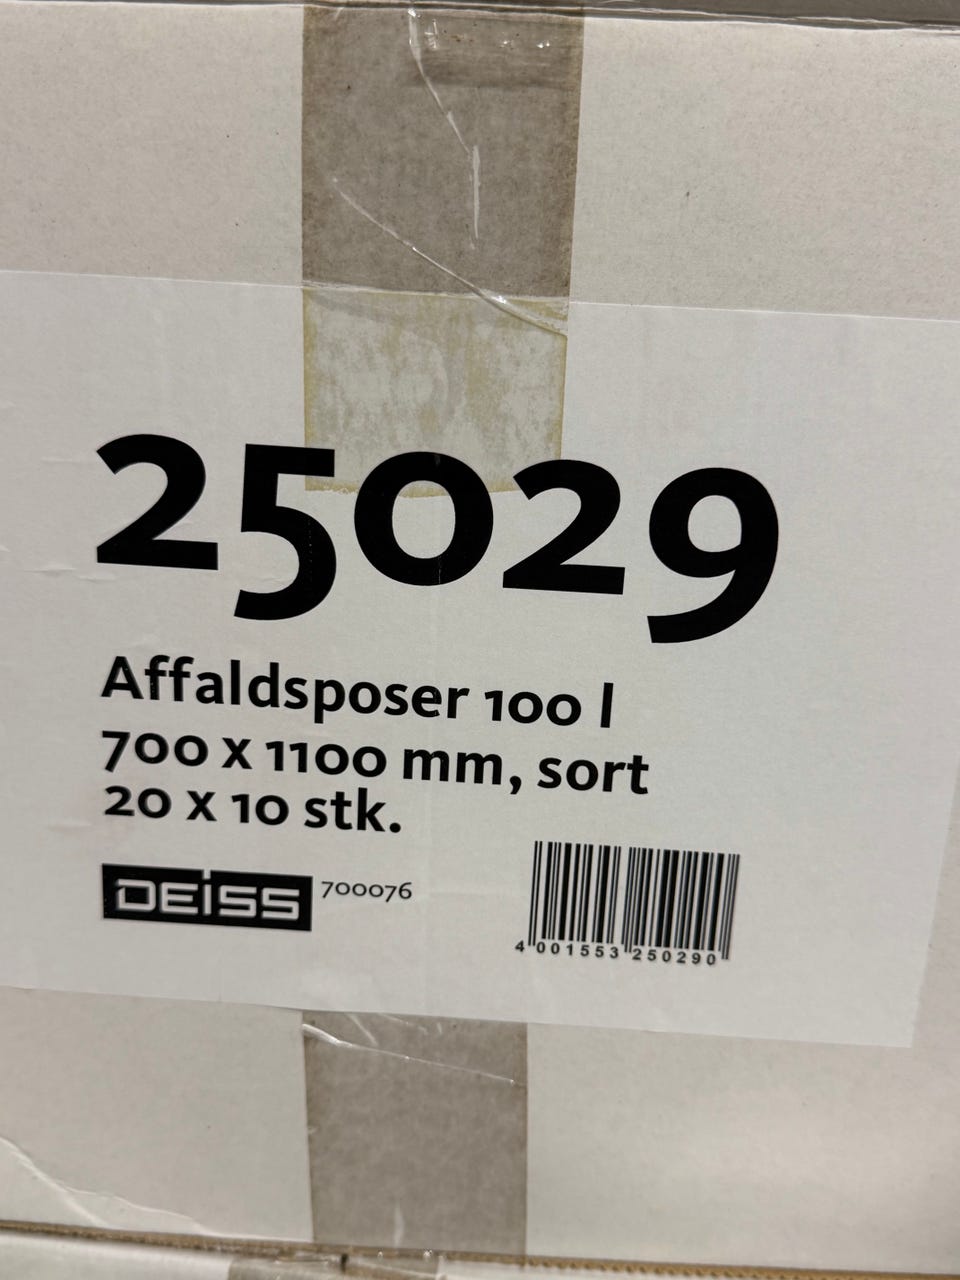 25029
Affaldsposer 100 l
700 x 1100 mm, sort
20 x 10 stk.
DEISS 700076
4 001553 250290